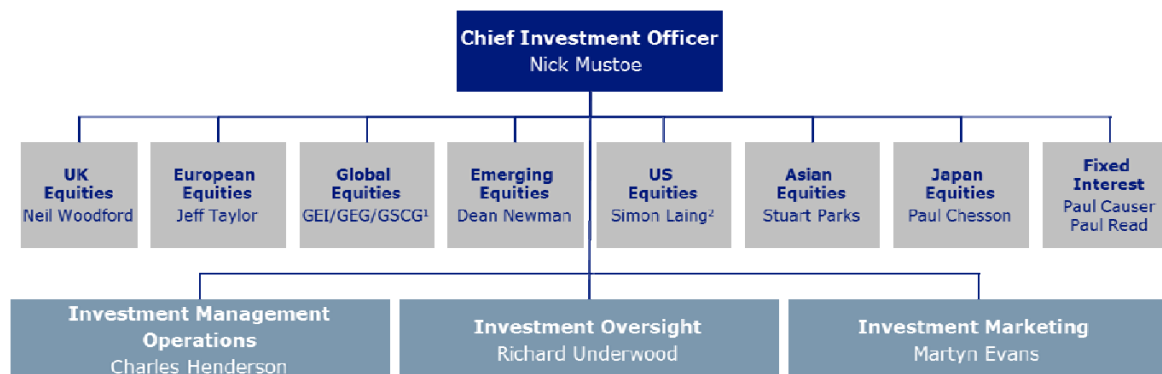 Chief Investment Officer
Nick Mustoe
UK
Equities
Neil Woodford
European
Equities
Jeff Taylor
Global
Equities
GEI/GEG/GSCG¹
Emerging
Equities
Dean Newman
US
Equities
Simon Laing²
Asian
Equities
Stuart Parks
Japan
Equities
Paul Chesson
Fixed
Interest
Paul Causer
Paul Read
Investment Management
Operations
Charles Henderson
Investment Oversight
Richard Underwood
Investment Marketing
Martyn Evans